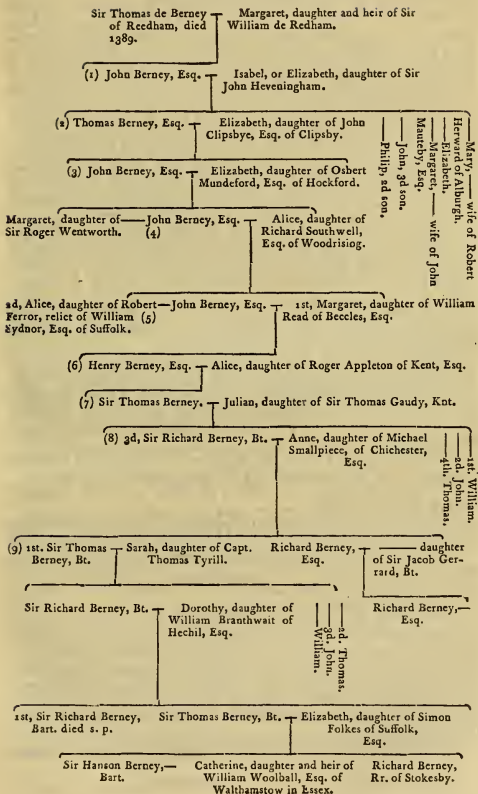 Sir Thomas de Berney
of Reedham, died
1389.
Margaret, daughter and heir of Sir
William de Redham.
(1) John Berney, Esq.
Isabel, or Elizabeth, daughter of Sir
John Heveningham.
(2) Thomas Berney, Esq.
Elizabeth, daughter of John
Clipsbye, Esq. of Clipsby.
Philip, 2d son.
John, 3d son.
Margaret, — wife of John
Mauteby, Esq.
Elizabeth.
Mary, — wife of Robert
Herward of Alburgh.
(3) John Berney, Esq.
Elizabeth, daughter of Osbert
Mundeford, Esq. of Hockford.
Margaret, daughter of
Sir Roger Wentworth.
John Berney, Esq.
(4)
Alice, daughter of
Richard Southwell,
Esq. of Woodrising.
2d, Alice, daughter of Robert
Ferror, relict of William
Sydnor, Esq. of Suffolk.
John Berney, Esq.
(5)
1st, Margaret, daughter of William
Read of Beccles, Esq.
(6) Henry Berney, Esq.
Alice, daughter of Roger Appleton of Kent, Esq.
(7) Sir Thomas Berney.
Julian, daughter of Sir Thomas Gaudy, Knt.
(8) 3d, Sir Richard Berney, Bt.
Anne, daughter of Michael
Smallpiece, of Chichester,
Esq.
1st. William.
2d. John.
4th. Thomas.
(9) 1st. Sir Thomas
Berney, Bt.
Sarah, daughter of Capt.
Thomas Tyrill.
Richard Berney,
Esq.
— daughter
of Sir Jacob Ger-
rard, Bt.
Sir Richard Berney, Bt.
Dorothy, daughter of
William Branthwait of
Hechil, Esq.
2d. Thomas.
3d. John.
William.
Richard Berney,—
Esq.
1st, Sir Richard Berney,
Bart. died s. p.
Sir Thomas Berney, Bt.
Elizabeth, daughter of Simon
Folkes of Suffolk,
Esq.
Sir Hanson Berney,—
Bart.
Catherine, daughter and heir of
William Woolball, Esq. of
Walthamstow in Essex.
Richard Berney,
Rr. of Stokesby.